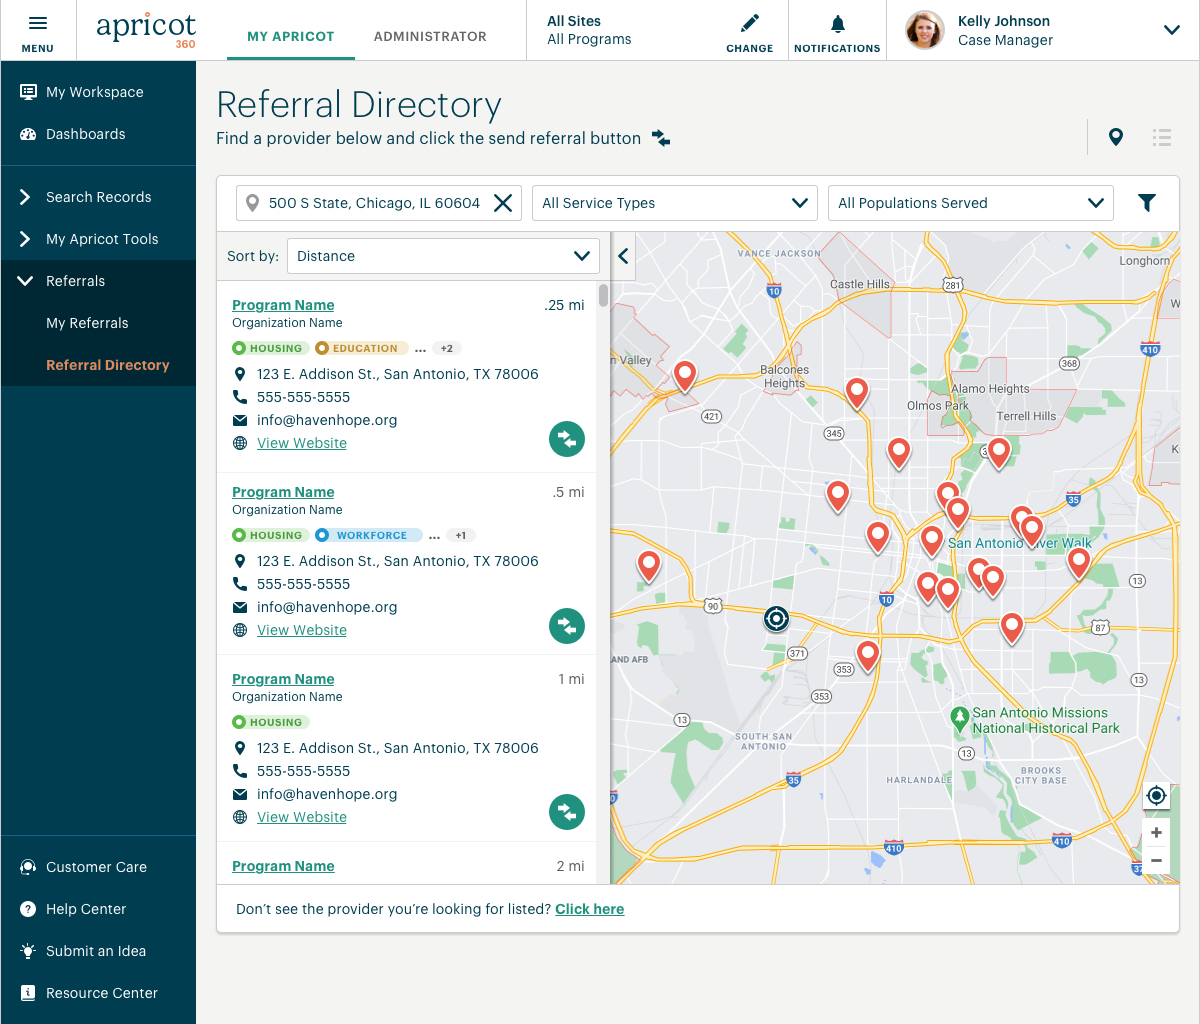 MENU
apricot
360
MY APRICOT
ADMINISTRATOR
All Sites
All Programs
CHANGE
NOTIFICATIONS
Kelly Johnson
Case Manager
My Workspace
Dashboards
Search Records
My Apricot Tools
Referrals
My Referrals
Referral Directory
Customer Care
Help Center
Submit an Idea
Resource Center
Referral Directory
Find a provider below and click the send referral button
500 S State, Chicago, IL 60604
All Service Types
All Populations Served
Sort by:
Distance
Program Name
.25 mi
Organization Name
HOUSING
EDUCATION
...
+2
123 E. Addison St., San Antonio, TX 78006
555-555-5555
info@havenhope.org
View Website
Program Name
.5 mi
Organization Name
HOUSING
WORKFORCE
...
+1
123 E. Addison St., San Antonio, TX 78006
555-555-5555
info@havenhope.org
View Website
Program Name
1 mi
Organization Name
HOUSING
123 E. Addison St., San Antonio, TX 78006
555-555-5555
info@havenhope.org
View Website
Program Name
2 mi
VANCE JACKSON
Longhorn
Castle Hills
10
281
410
n Valley
Balcones
Heights
368
Alamo Heights
Olmos Park
Terrell Hills
421
345
35
San Antonio River Walk
13
90
10
87
AND AFB
371
353
353
13
13
San Antonio Missions
National Historical Park
SOUTH SAN
ANTONIO
13
35
HARLANDALE
BROOKS
CITY BASE
410
410
37
+
−
Don't see the provider you're looking for listed? Click here